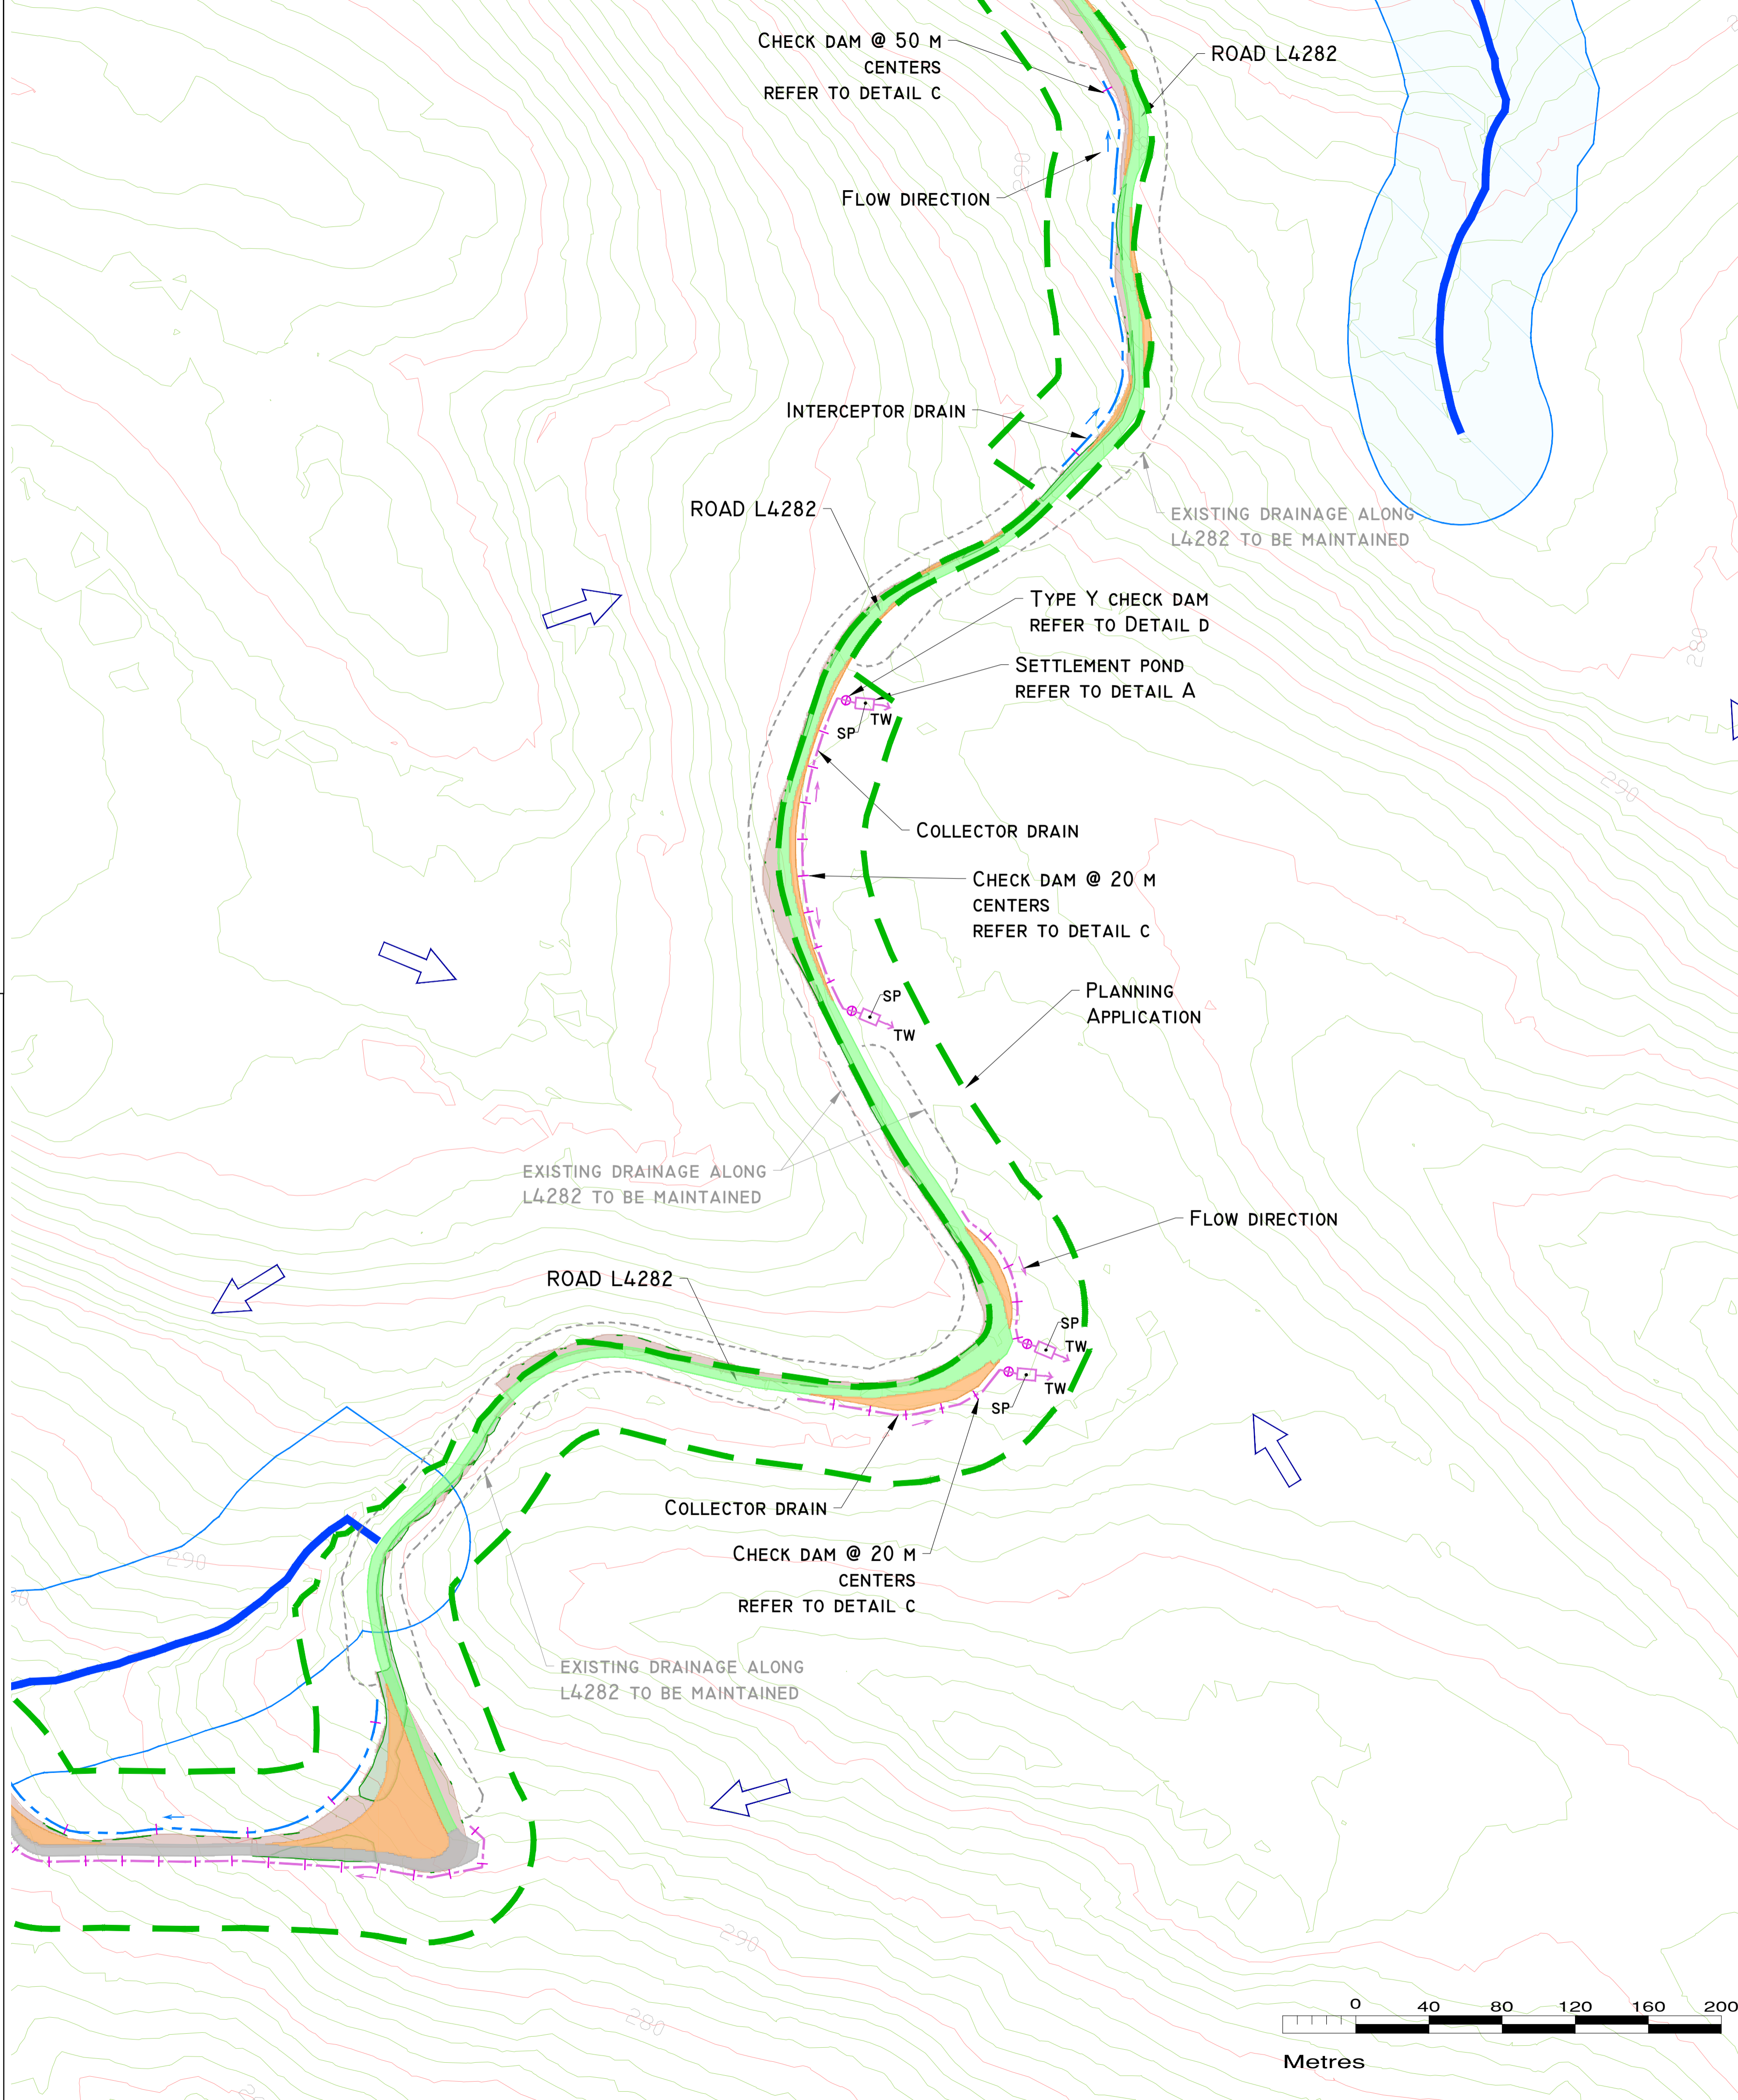 Check dam @ 50 m
centers
refer to detail c
ROAD L4282
290
Flow direction
Interceptor drain
ROAD L4282
existing drainage along
L4282 to be maintained
Type Y check dam
refer to Detail d
Settlement pond
refer to detail A
280
TW
SP
290
Collector drain
Check dam @ 20 m
centers
refer to detail c
SP
TW
Planning
Application
existing drainage along
L4282 to be maintained
Flow direction
ROAD L4282
SP
TW
TW
SP
Collector drain
Check dam @ 20 m
centers
refer to detail c
290
existing drainage along
L4282 to be maintained
290
280
0 40 80 120 160 200
Metres